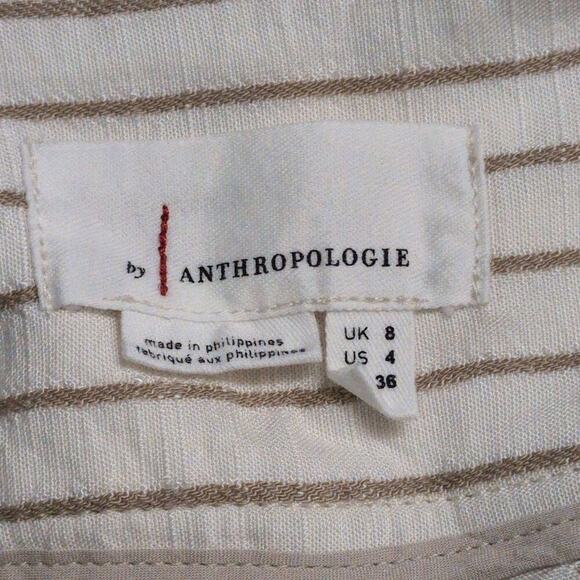 by ANTHROPOLOGIE
made in philippines
fabriqué aux philippines
UK 8
US 4
36